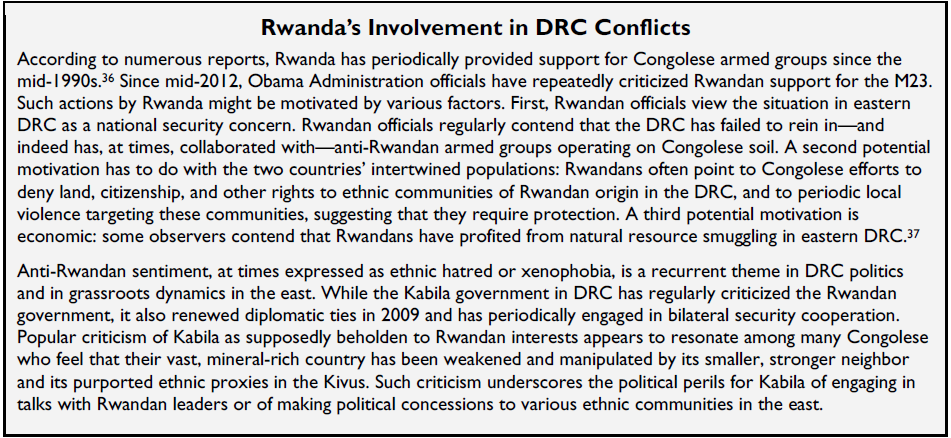 Rwanda's Involvement in DRC Conflicts
According to numerous reports, Rwanda has periodically provided support for Congolese armed groups since the
mid-1990s.36 Since mid-2012, Obama Administration officials have repeatedly criticized Rwandan support for the M23.
Such actions by Rwanda might be motivated by various factors. First, Rwandan officials view the situation in eastern
DRC as a national security concern. Rwandan officials regularly contend that the DRC has failed to rein in—and
indeed has, at times, collaborated with—anti-Rwandan armed groups operating on Congolese soil. A second potential
motivation has to do with the two countries' intertwined populations: Rwandans often point to Congolese efforts to
deny land, citizenship, and other rights to ethnic communities of Rwandan origin in the DRC, and to periodic local
violence targeting these communities, suggesting that they require protection. A third potential motivation is
economic: some observers contend that Rwandans have profited from natural resource smuggling in eastern DRC.37
Anti-Rwandan sentiment, at times expressed as ethnic hatred or xenophobia, is a recurrent theme in DRC politics
and in grassroots dynamics in the east. While the Kabila government in DRC has regularly criticized the Rwandan
government, it also renewed diplomatic ties in 2009 and has periodically engaged in bilateral security cooperation.
Popular criticism of Kabila as supposedly beholden to Rwandan interests appears to resonate among many Congolese
who feel that their vast, mineral-rich country has been weakened and manipulated by its smaller, stronger neighbor
and its purported ethnic proxies in the Kivus. Such criticism underscores the political perils for Kabila of engaging in
talks with Rwandan leaders or of making political concessions to various ethnic communities in the east.